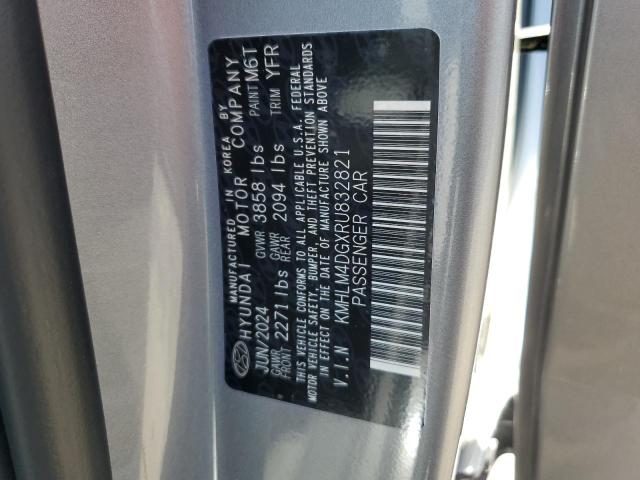 MANUFACTURED IN KOREA BY
HYUNDAI MOTOR COMPANY
JUN/2024 GVWR 3858 lbs PAINT M6T
GAWR FRONT 2271 lbs GAWR REAR 2094 lbs TRIM YFR
THIS VEHICLE CONFORMS TO ALL APPLICABLE U.S.A. FEDERAL
MOTOR VEHICLE SAFETY, BUMPER, AND THEFT PREVENTION STANDARDS
IN EFFECT ON THE DATE OF MANUFACTURE SHOWN ABOVE
V.I.N KMHLM4DGXRU832821
PASSENGER CAR